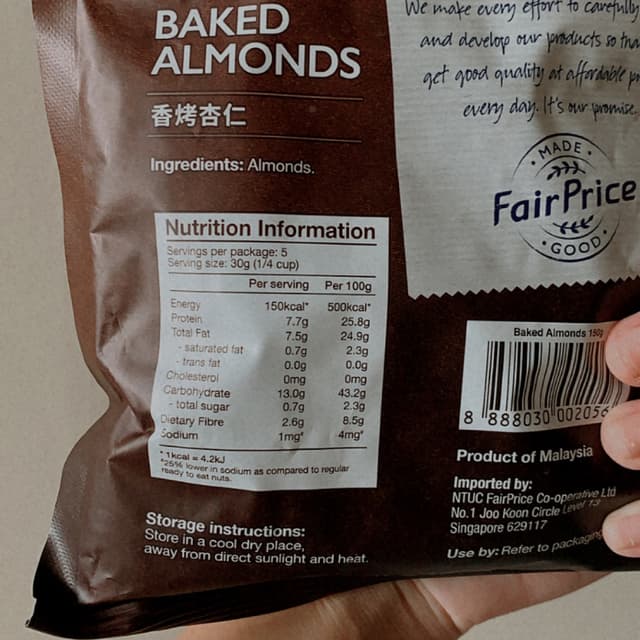 BAKED
ALMONDS
香烤杏仁
Ingredients: Almonds.
Nutrition Information
Servings per package: 5
Serving size: 30g (1/4 cup)
Per serving Per 100g
Energy 150kcal* 500kcal*
Protein 7.7g 25.8g
Total Fat 7.5g 24.9g
- saturated fat 0.7g 2.3g
- trans fat 0.0g 0.0g
Cholesterol 0mg 0mg
Carbohydrate 13.0g 43.2g
- total sugar 0.7g 2.3g
Dietary Fibre 2.6g 8.5g
Sodium 1mg^ 4mg^
* 1kcal = 4.2kJ
^25% lower in sodium as compared to regular
ready to eat nuts.
Storage instructions:
Store in a cool dry place,
away from direct sunlight and heat.
We make every effort to carefully
and develop our products so tha
get good quality at affordable p
every day. It's our promise.
MADE
FairPrice
GOOD
Baked Almonds 150g
8 888030 002056
Product of Malaysia
Imported by:
NTUC FairPrice Co-operative Ltd
No.1 Joo Koon Circle Level 13
Singapore 629117
Use by: Refer to packaging